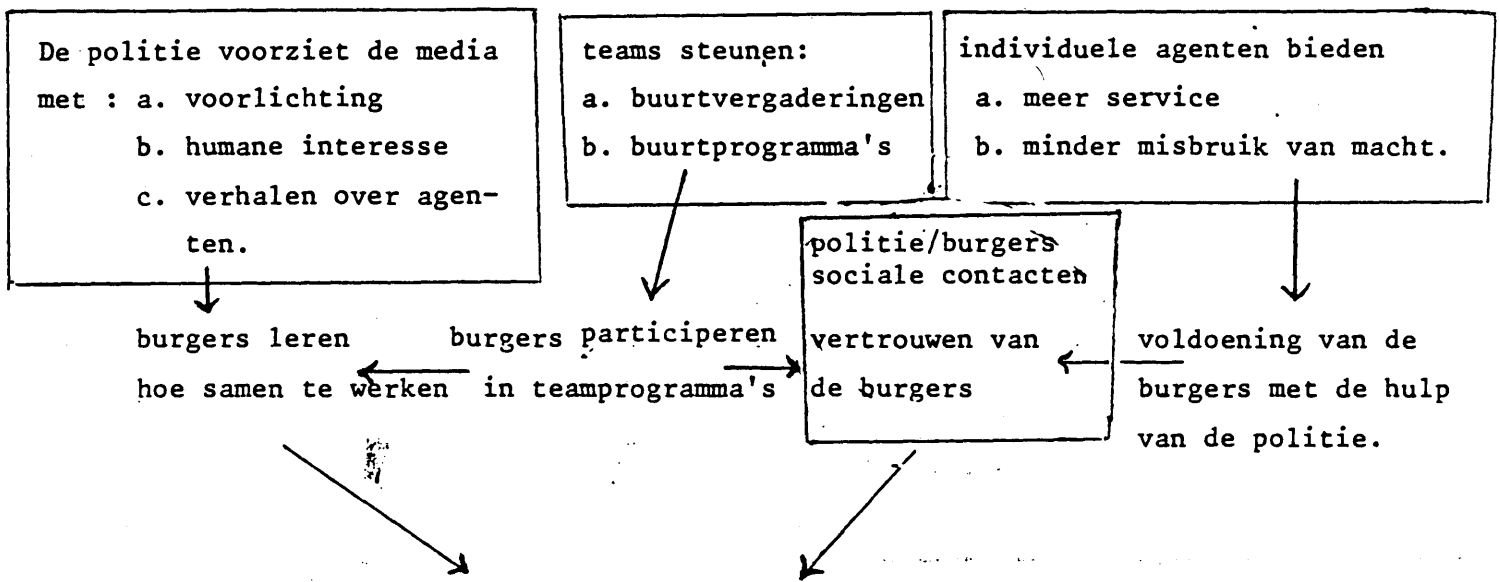 De politie voorziet de media
met : a. voorlichting
b. humane interesse
c. verhalen over agen-
ten.
teams steunen:
a. buurtvergaderingen
b. buurtprogramma's
individuele agenten bieden
a. meer service
b. minder misbruik van macht.
politie/burgers
sociale contacten
burgers leren
hoe samen te werken
burgers participeren
in teamprogramma's
vertrouwen van
de burgers
voldoening van de
burgers met de hulp
van de politie.